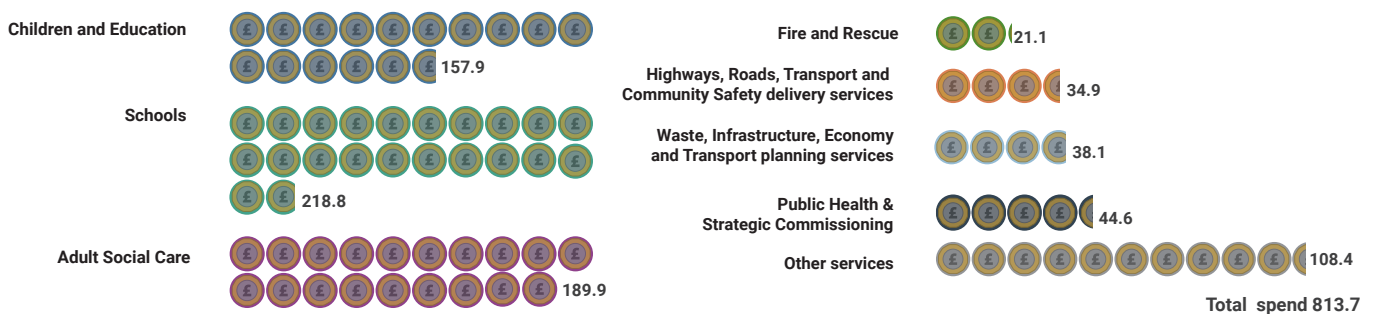 Children and Education
157.9
Schools
218.8
Adult Social Care
189.9
Fire and Rescue
21.1
Highways, Roads, Transport and
Community Safety delivery services
34.9
Waste, Infrastructure, Economy
and Transport planning services
38.1
Public Health &
Strategic Commissioning
44.6
Other services
108.4
Total spend 813.7